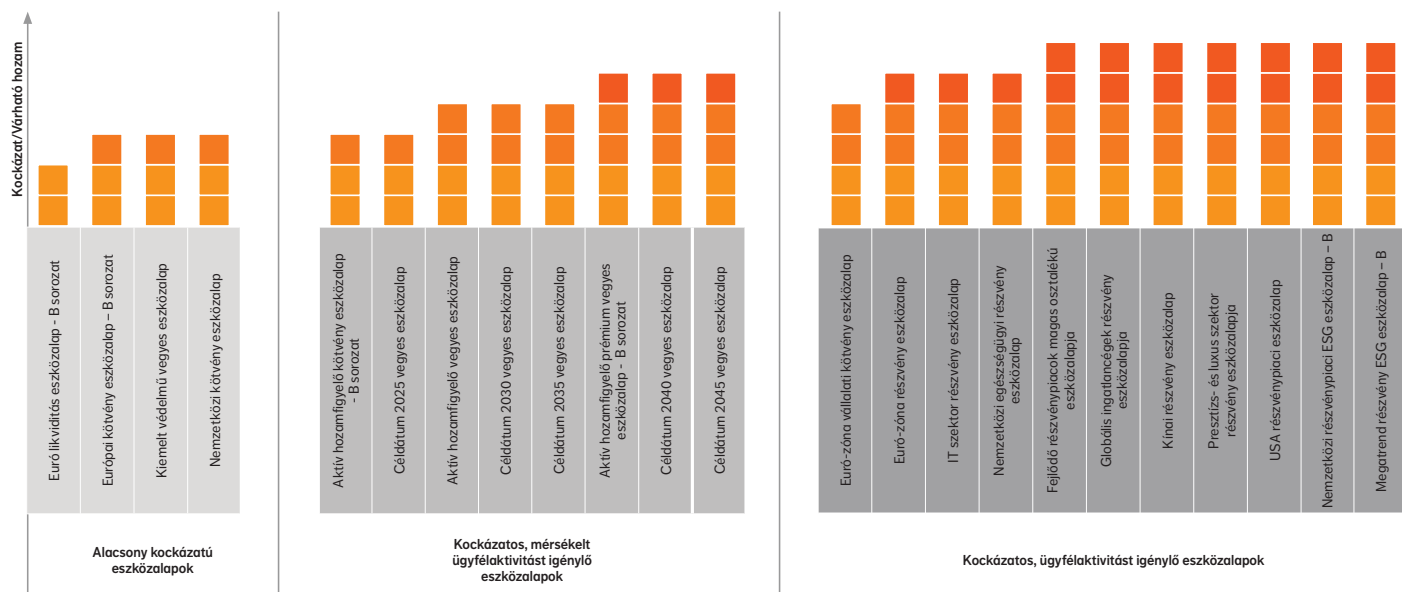 Kockázat/Várható hozam
Euró likviditás eszközalap - B sorozat
Európai kötvény eszközalap – B sorozat
Kiemelt védelmű vegyes eszközalap
Nemzetközi kötvény eszközalap
Aktív hozamfigyelő kötvény eszközalap
- B sorozat
Céldátum 2025 vegyes eszközalap
Aktív hozamfigyelő vegyes eszközalap
Céldátum 2030 vegyes eszközalap
Céldátum 2035 vegyes eszközalap
Aktív hozamfigyelő prémium vegyes
eszközalap - B sorozat
Céldátum 2040 vegyes eszközalap
Céldátum 2045 vegyes eszközalap
Euró-zóna vállalati kötvény eszközalap
Euró-zóna részvény eszközalap
IT szektor részvény eszközalap
Nemzetközi egészségügyi részvény
eszközalap
Fejlődő részvénypiacok magas osztalékú
eszközalapja
Globális ingatlancégek részvény
eszközalapja
Kínai részvény eszközalap
Presztízs- és luxus szektor
részvény eszközalapja
USA részvénypiaci eszközalap
Nemzetközi részvénypiaci ESG eszközalap – B
Megatrend részvény ESG eszközalap – B
Alacsony kockázatú
eszközalapok
Kockázatos, mérsékelt
ügyfélaktivitást igénylő
eszközalapok
Kockázatos, ügyfélaktivitást igénylő eszközalapok